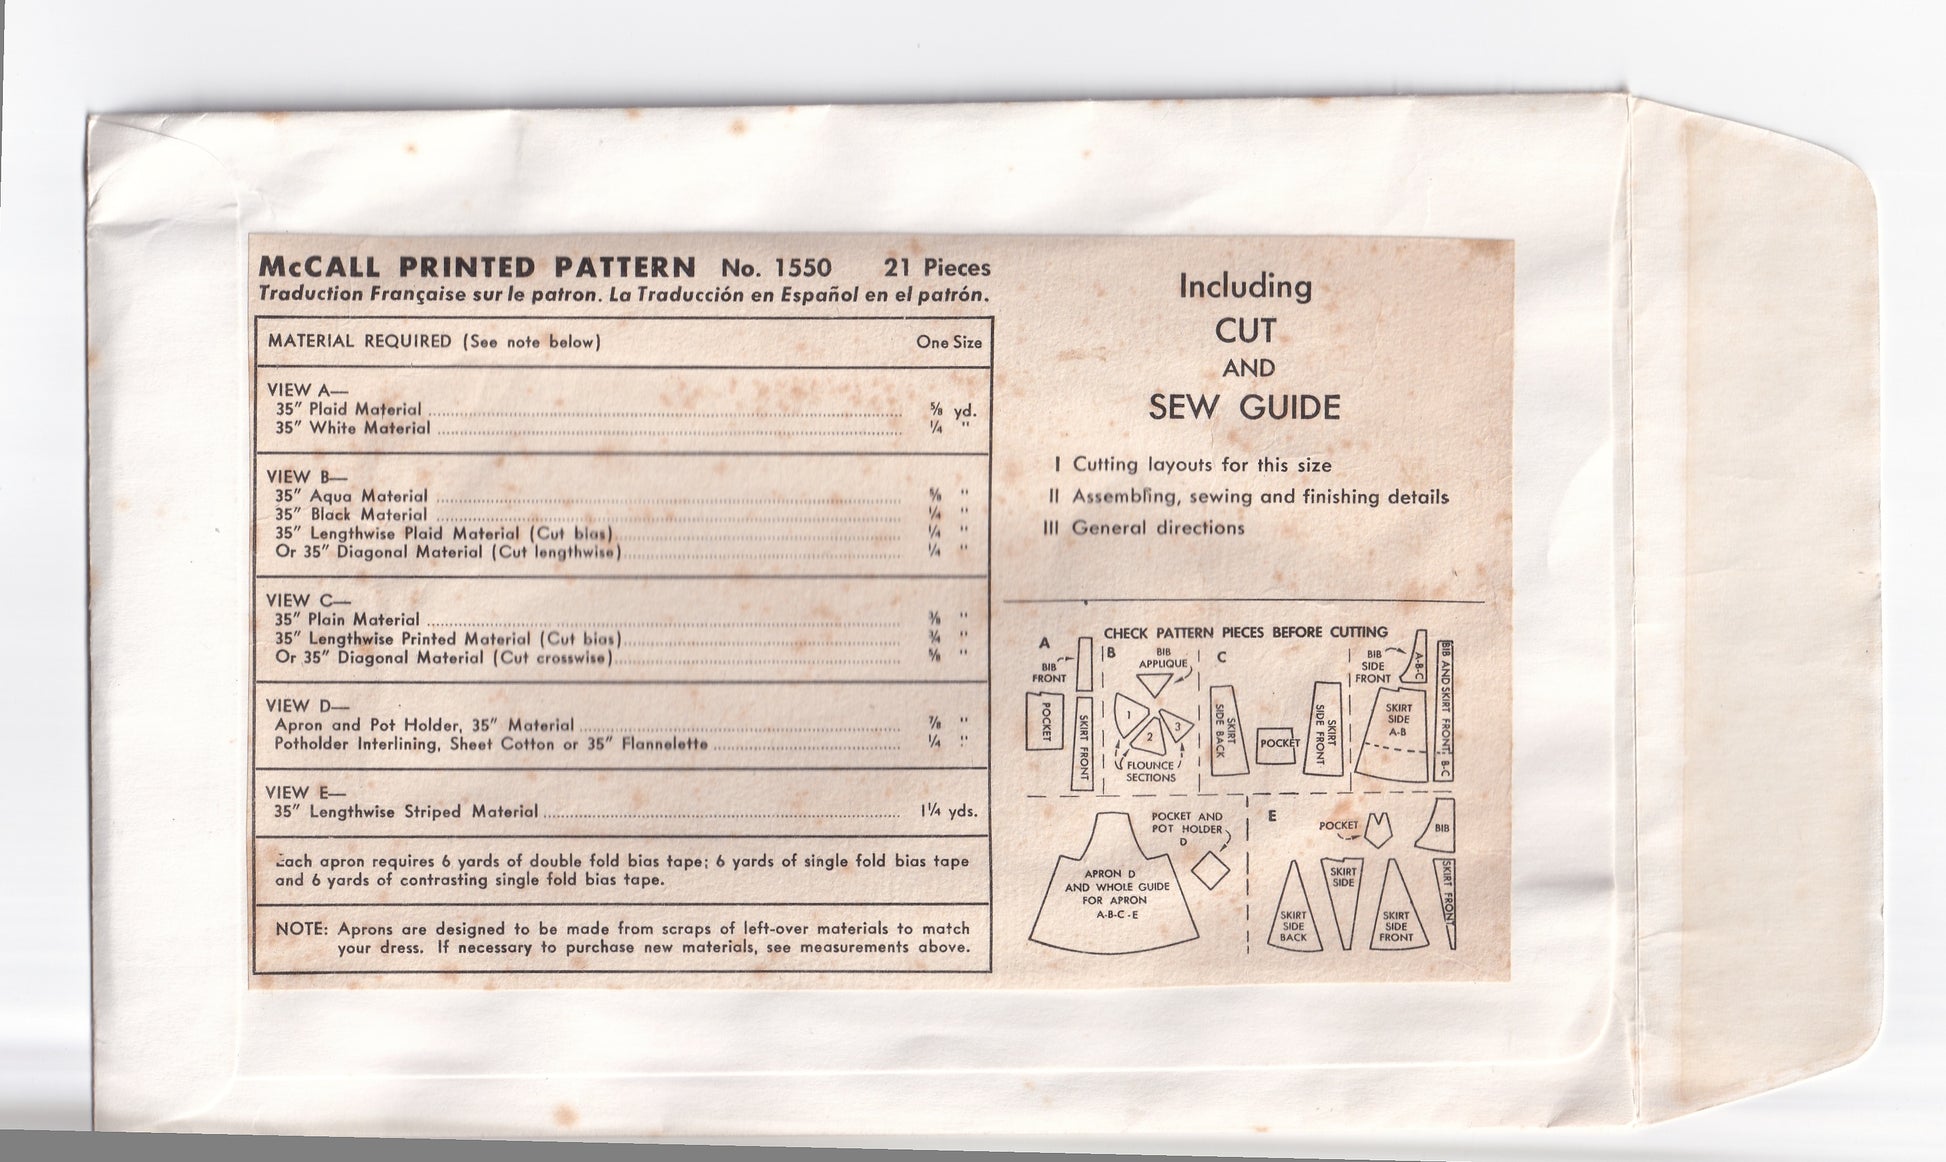 McCALL PRINTED PATTERN No. 1550 21 Pieces
Traduction Française sur le patron. La Traducción en Español en el patrón.
MATERIAL REQUIRED (See note below) One Size
VIEW A—
35" Plaid Material 5/8 yd.
35" White Material 1/4 "
VIEW B—
35" Aqua Material 5/8 "
35" Black Material 1/4 "
35" Lengthwise Plaid Material (Cut bias) 1/4 "
Or 35" Diagonal Material (Cut lengthwise) 1/4 "
VIEW C—
35" Plain Material "
35" Lengthwise Printed Material (Cut bias) 3/4 "
Or 35" Diagonal Material (Cut crosswise) 5/8 "
VIEW D—
Apron and Pot Holder, 35" Material 7/8 "
Potholder Interlining, Sheet Cotton or 35" Flannelette 1/4 "
VIEW E—
35" Lengthwise Striped Material 1 1/4 yds.
Each apron requires 6 yards of double fold bias tape; 6 yards of single fold bias tape
and 6 yards of contrasting single fold bias tape.
NOTE: Aprons are designed to be made from scraps of left-over materials to match
your dress. If necessary to purchase new materials, see measurements above.
Including
CUT
AND
SEW GUIDE
I Cutting layouts for this size
II Assembling, sewing and finishing details
III General directions
CHECK PATTERN PIECES BEFORE CUTTING
A
BIB
FRONT
POCKET
SKIRT FRONT
B
BIB
APPLIQUE
1
2
3
FLOUNCE
SECTIONS
C
SKIRT
SIDE BACK
POCKET
SKIRT
SIDE FRONT
BIB
SIDE
FRONT
A-B-C
SKIRT
SIDE
A-B
BIB AND SKIRT FRONT, B-C
APRON D
AND WHOLE GUIDE
FOR APRON
A-B-C-E
POCKET AND
POT HOLDER
D
E
POCKET
BIB
SKIRT
SIDE
BACK
SKIRT
SIDE
SKIRT
SIDE
FRONT
SKIRT FRONT